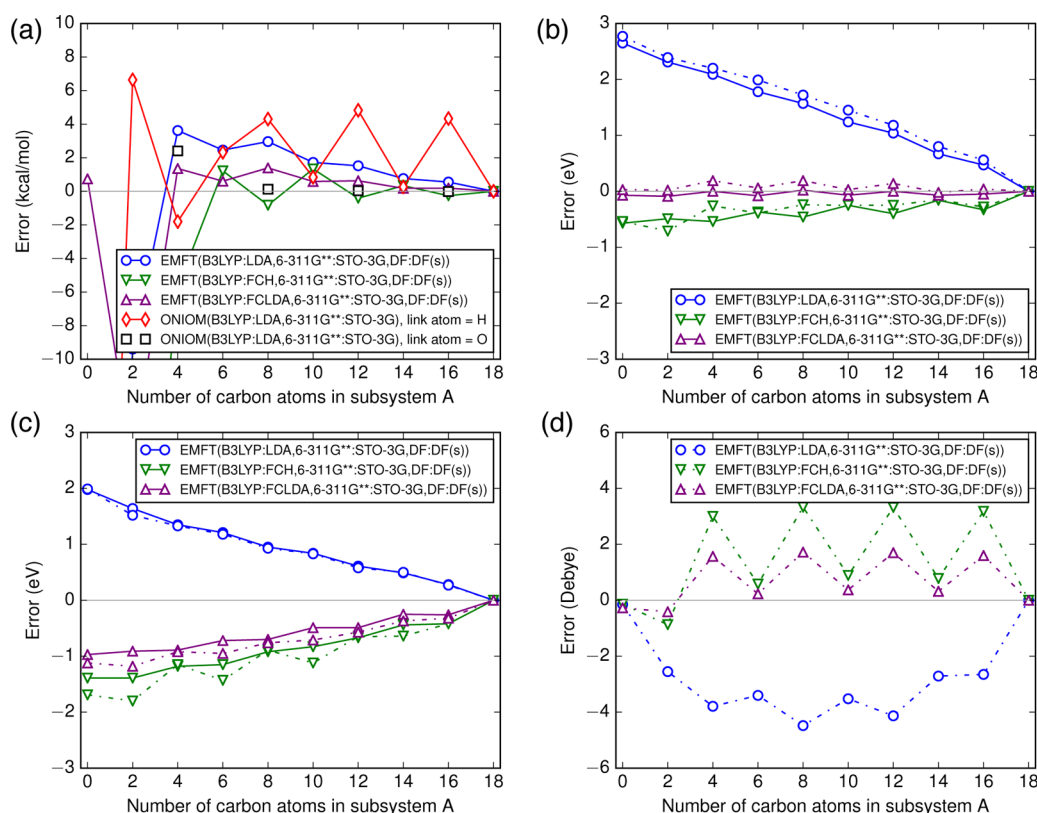 (a)
10
8
6
4
2
0
−2
−4
−6
−8
−10
Error (kcal/mol)
EMFT(B3LYP:LDA,6-311G**:STO-3G,DF:DF(s))
EMFT(B3LYP:FCH,6-311G**:STO-3G,DF:DF(s))
EMFT(B3LYP:FCLDA,6-311G**:STO-3G,DF:DF(s))
ONIOM(B3LYP:LDA,6-311G**:STO-3G), link atom = H
ONIOM(B3LYP:LDA,6-311G**:STO-3G), link atom = O
0 2 4 6 8 10 12 14 16 18
Number of carbon atoms in subsystem A
(b)
3
2
1
0
−1
−2
−3
Error (eV)
EMFT(B3LYP:LDA,6-311G**:STO-3G,DF:DF(s))
EMFT(B3LYP:FCH,6-311G**:STO-3G,DF:DF(s))
EMFT(B3LYP:FCLDA,6-311G**:STO-3G,DF:DF(s))
0 2 4 6 8 10 12 14 16 18
Number of carbon atoms in subsystem A
(c)
3
2
1
0
−1
−2
−3
Error (eV)
EMFT(B3LYP:LDA,6-311G**:STO-3G,DF:DF(s))
EMFT(B3LYP:FCH,6-311G**:STO-3G,DF:DF(s))
EMFT(B3LYP:FCLDA,6-311G**:STO-3G,DF:DF(s))
0 2 4 6 8 10 12 14 16 18
Number of carbon atoms in subsystem A
(d)
6
4
2
0
−2
−4
−6
Error (Debye)
EMFT(B3LYP:LDA,6-311G**:STO-3G,DF:DF(s))
EMFT(B3LYP:FCH,6-311G**:STO-3G,DF:DF(s))
EMFT(B3LYP:FCLDA,6-311G**:STO-3G,DF:DF(s))
0 2 4 6 8 10 12 14 16 18
Number of carbon atoms in subsystem A